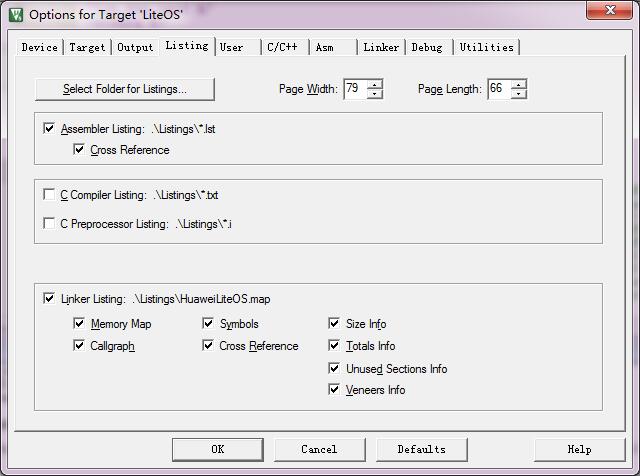 Options for Target 'LiteOS'
Device Target Output Listing User C/C++ Asm Linker Debug Utilities
Select Folder for Listings... Page Width: 79 Page Length: 66
Assembler Listing: .\Listings\*.lst
Cross Reference
C Compiler Listing: .\Listings\*.txt
C Preprocessor Listing: .\Listings\*.i
Linker Listing: .\Listings\HuaweiLiteOS.map
Memory Map Symbols Size Info
Callgraph Cross Reference Totals Info
Unused Sections Info
Veneers Info
OK Cancel Defaults Help